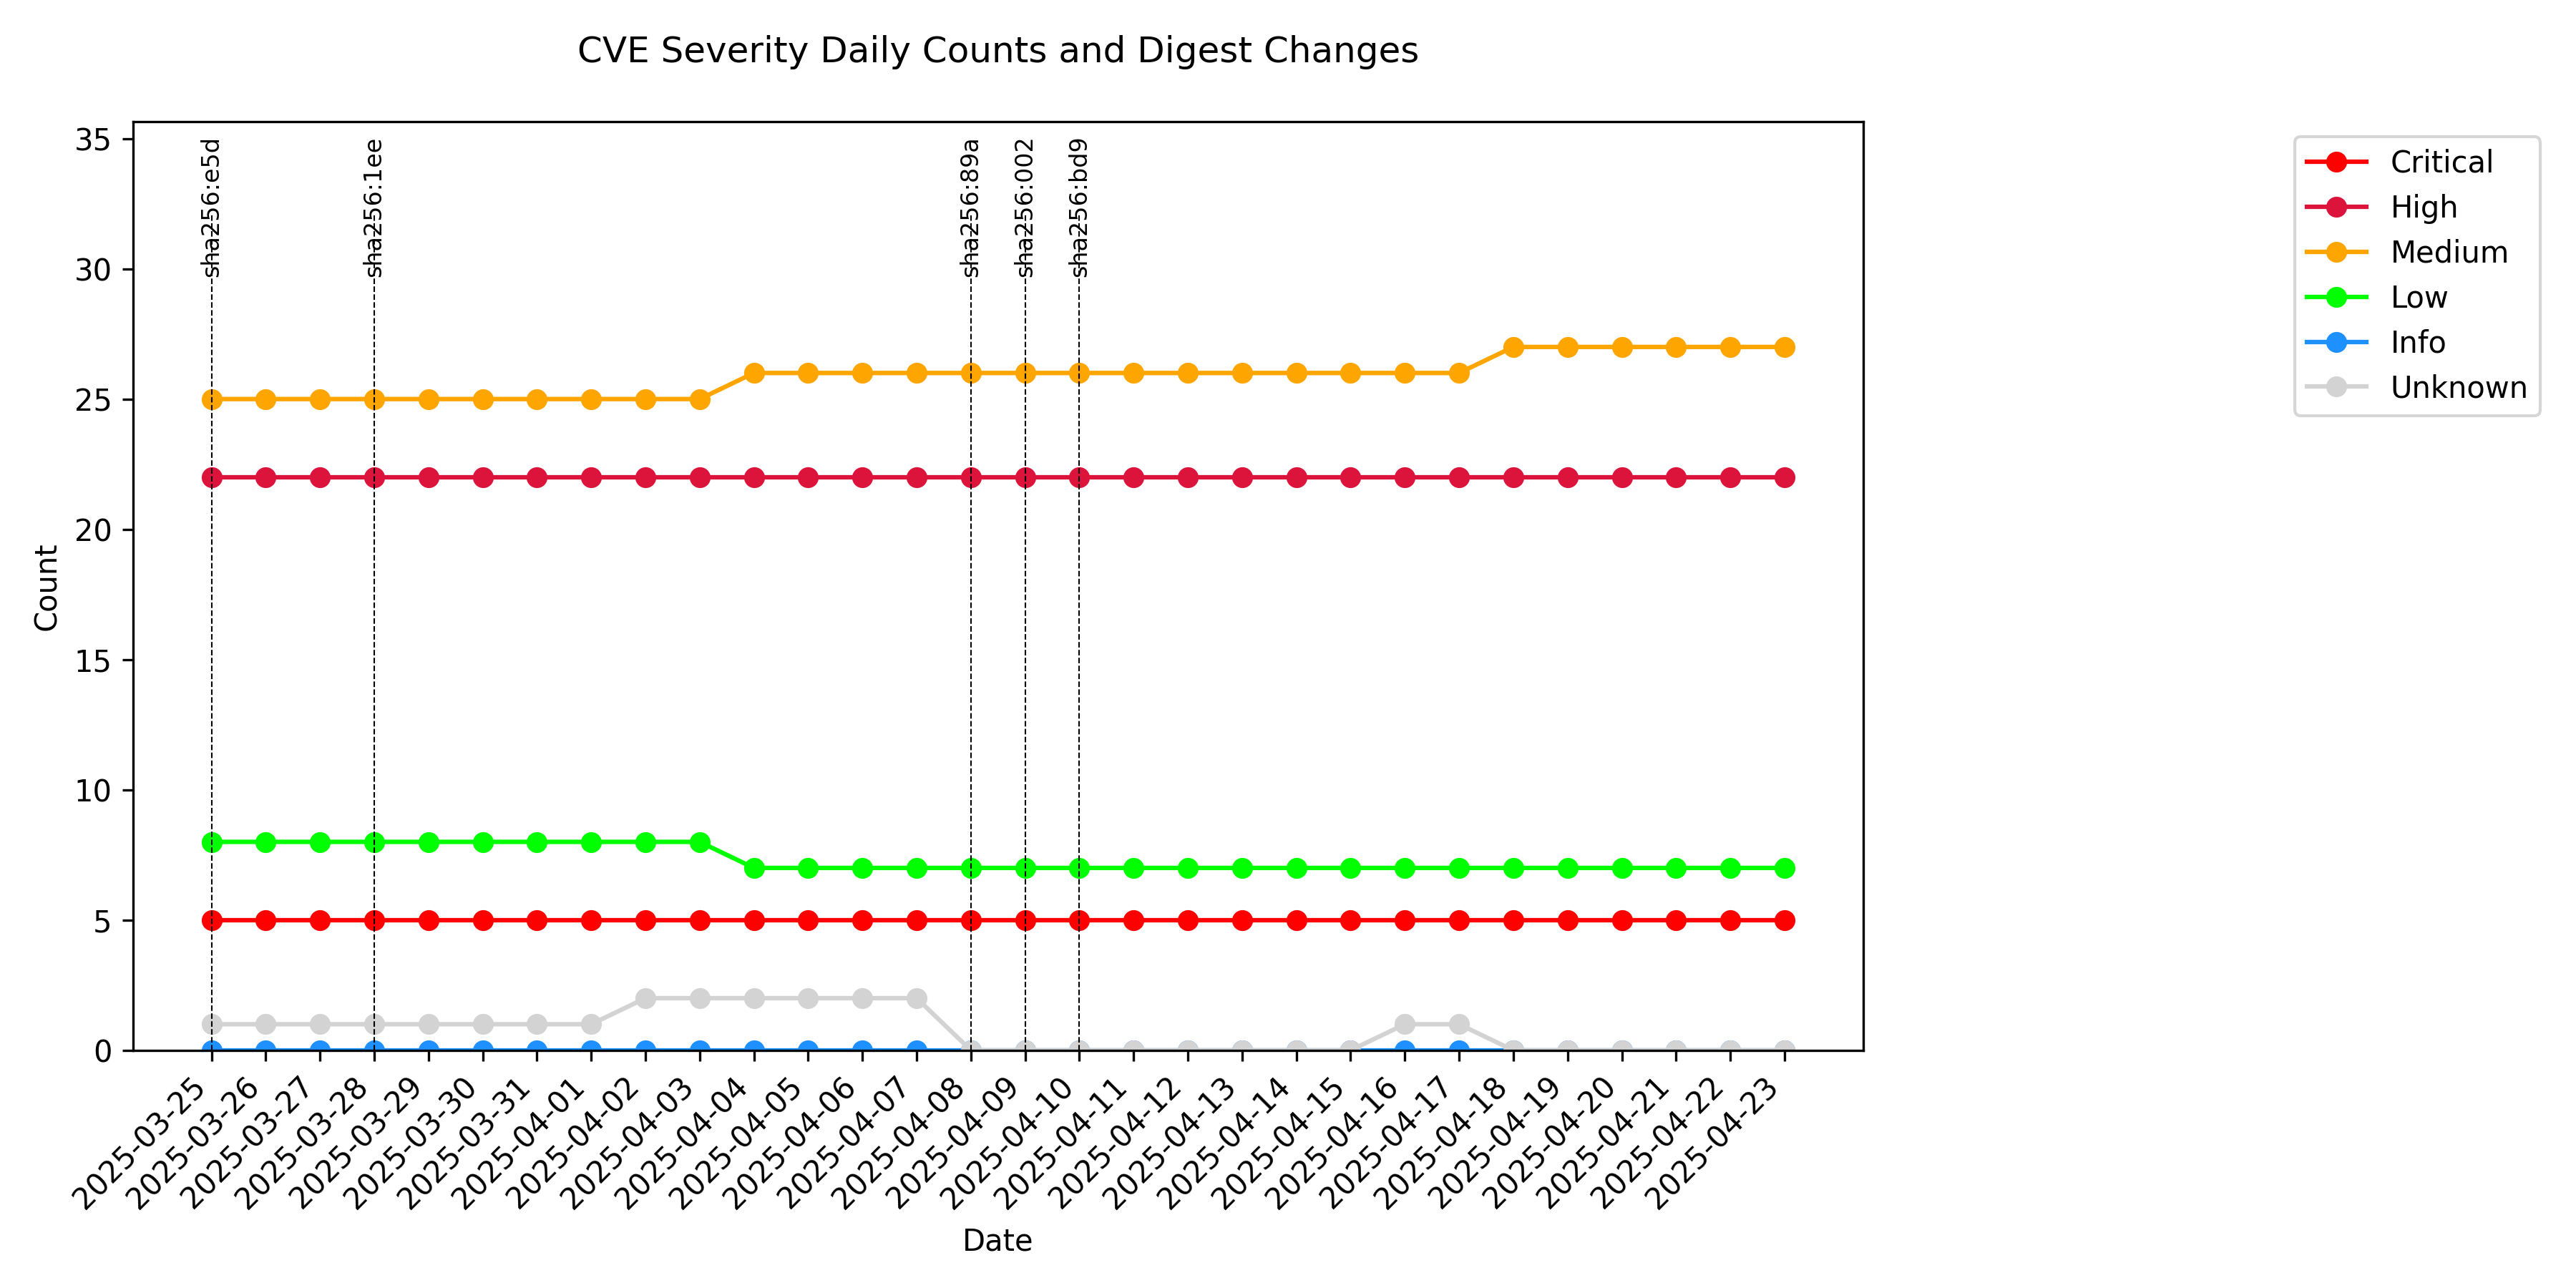 CVE Severity Daily Counts and Digest Changes
35
30
25
20
15
10
5
0
Count
sha256:e5d
sha256:1ee
sha256:89a
sha256:002
sha256:bd9
Critical
High
Medium
Low
Info
Unknown
2025-03-25
2025-03-26
2025-03-27
2025-03-28
2025-03-29
2025-03-30
2025-03-31
2025-04-01
2025-04-02
2025-04-03
2025-04-04
2025-04-05
2025-04-06
2025-04-07
2025-04-08
2025-04-09
2025-04-10
2025-04-11
2025-04-12
2025-04-13
2025-04-14
2025-04-15
2025-04-16
2025-04-17
2025-04-18
2025-04-19
2025-04-20
2025-04-21
2025-04-22
2025-04-23
Date